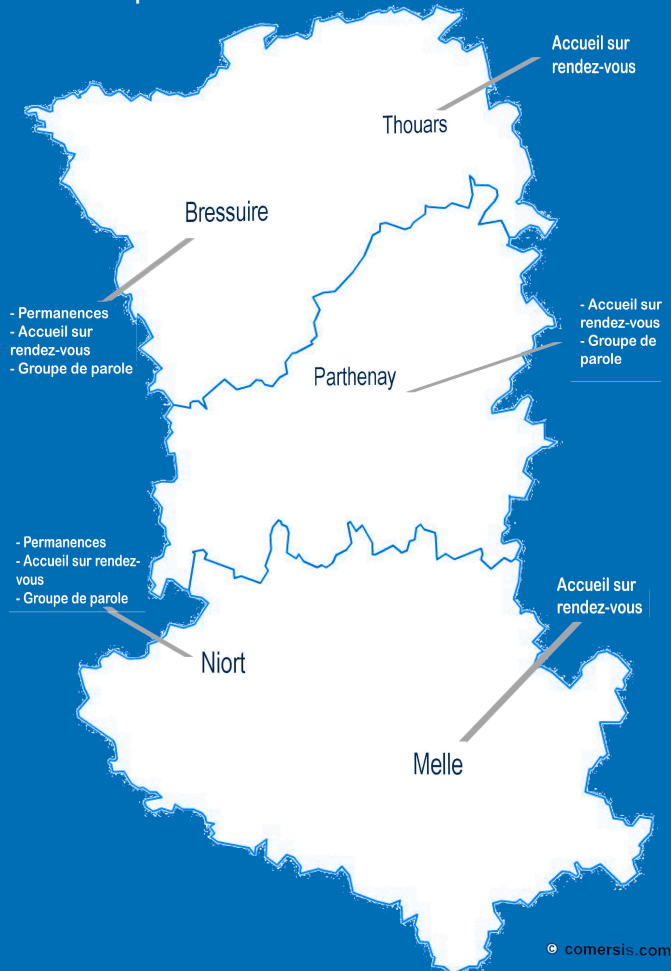 Accueil sur
rendez-vous
Thouars
Bressuire
- Permanences
- Accueil sur
rendez-vous
- Groupe de parole
- Accueil sur
rendez-vous
- Groupe de
parole
Parthenay
- Permanences
- Accueil sur rendez-
vous
- Groupe de parole
Accueil sur
rendez-vous
Niort
Melle
© comersis.com